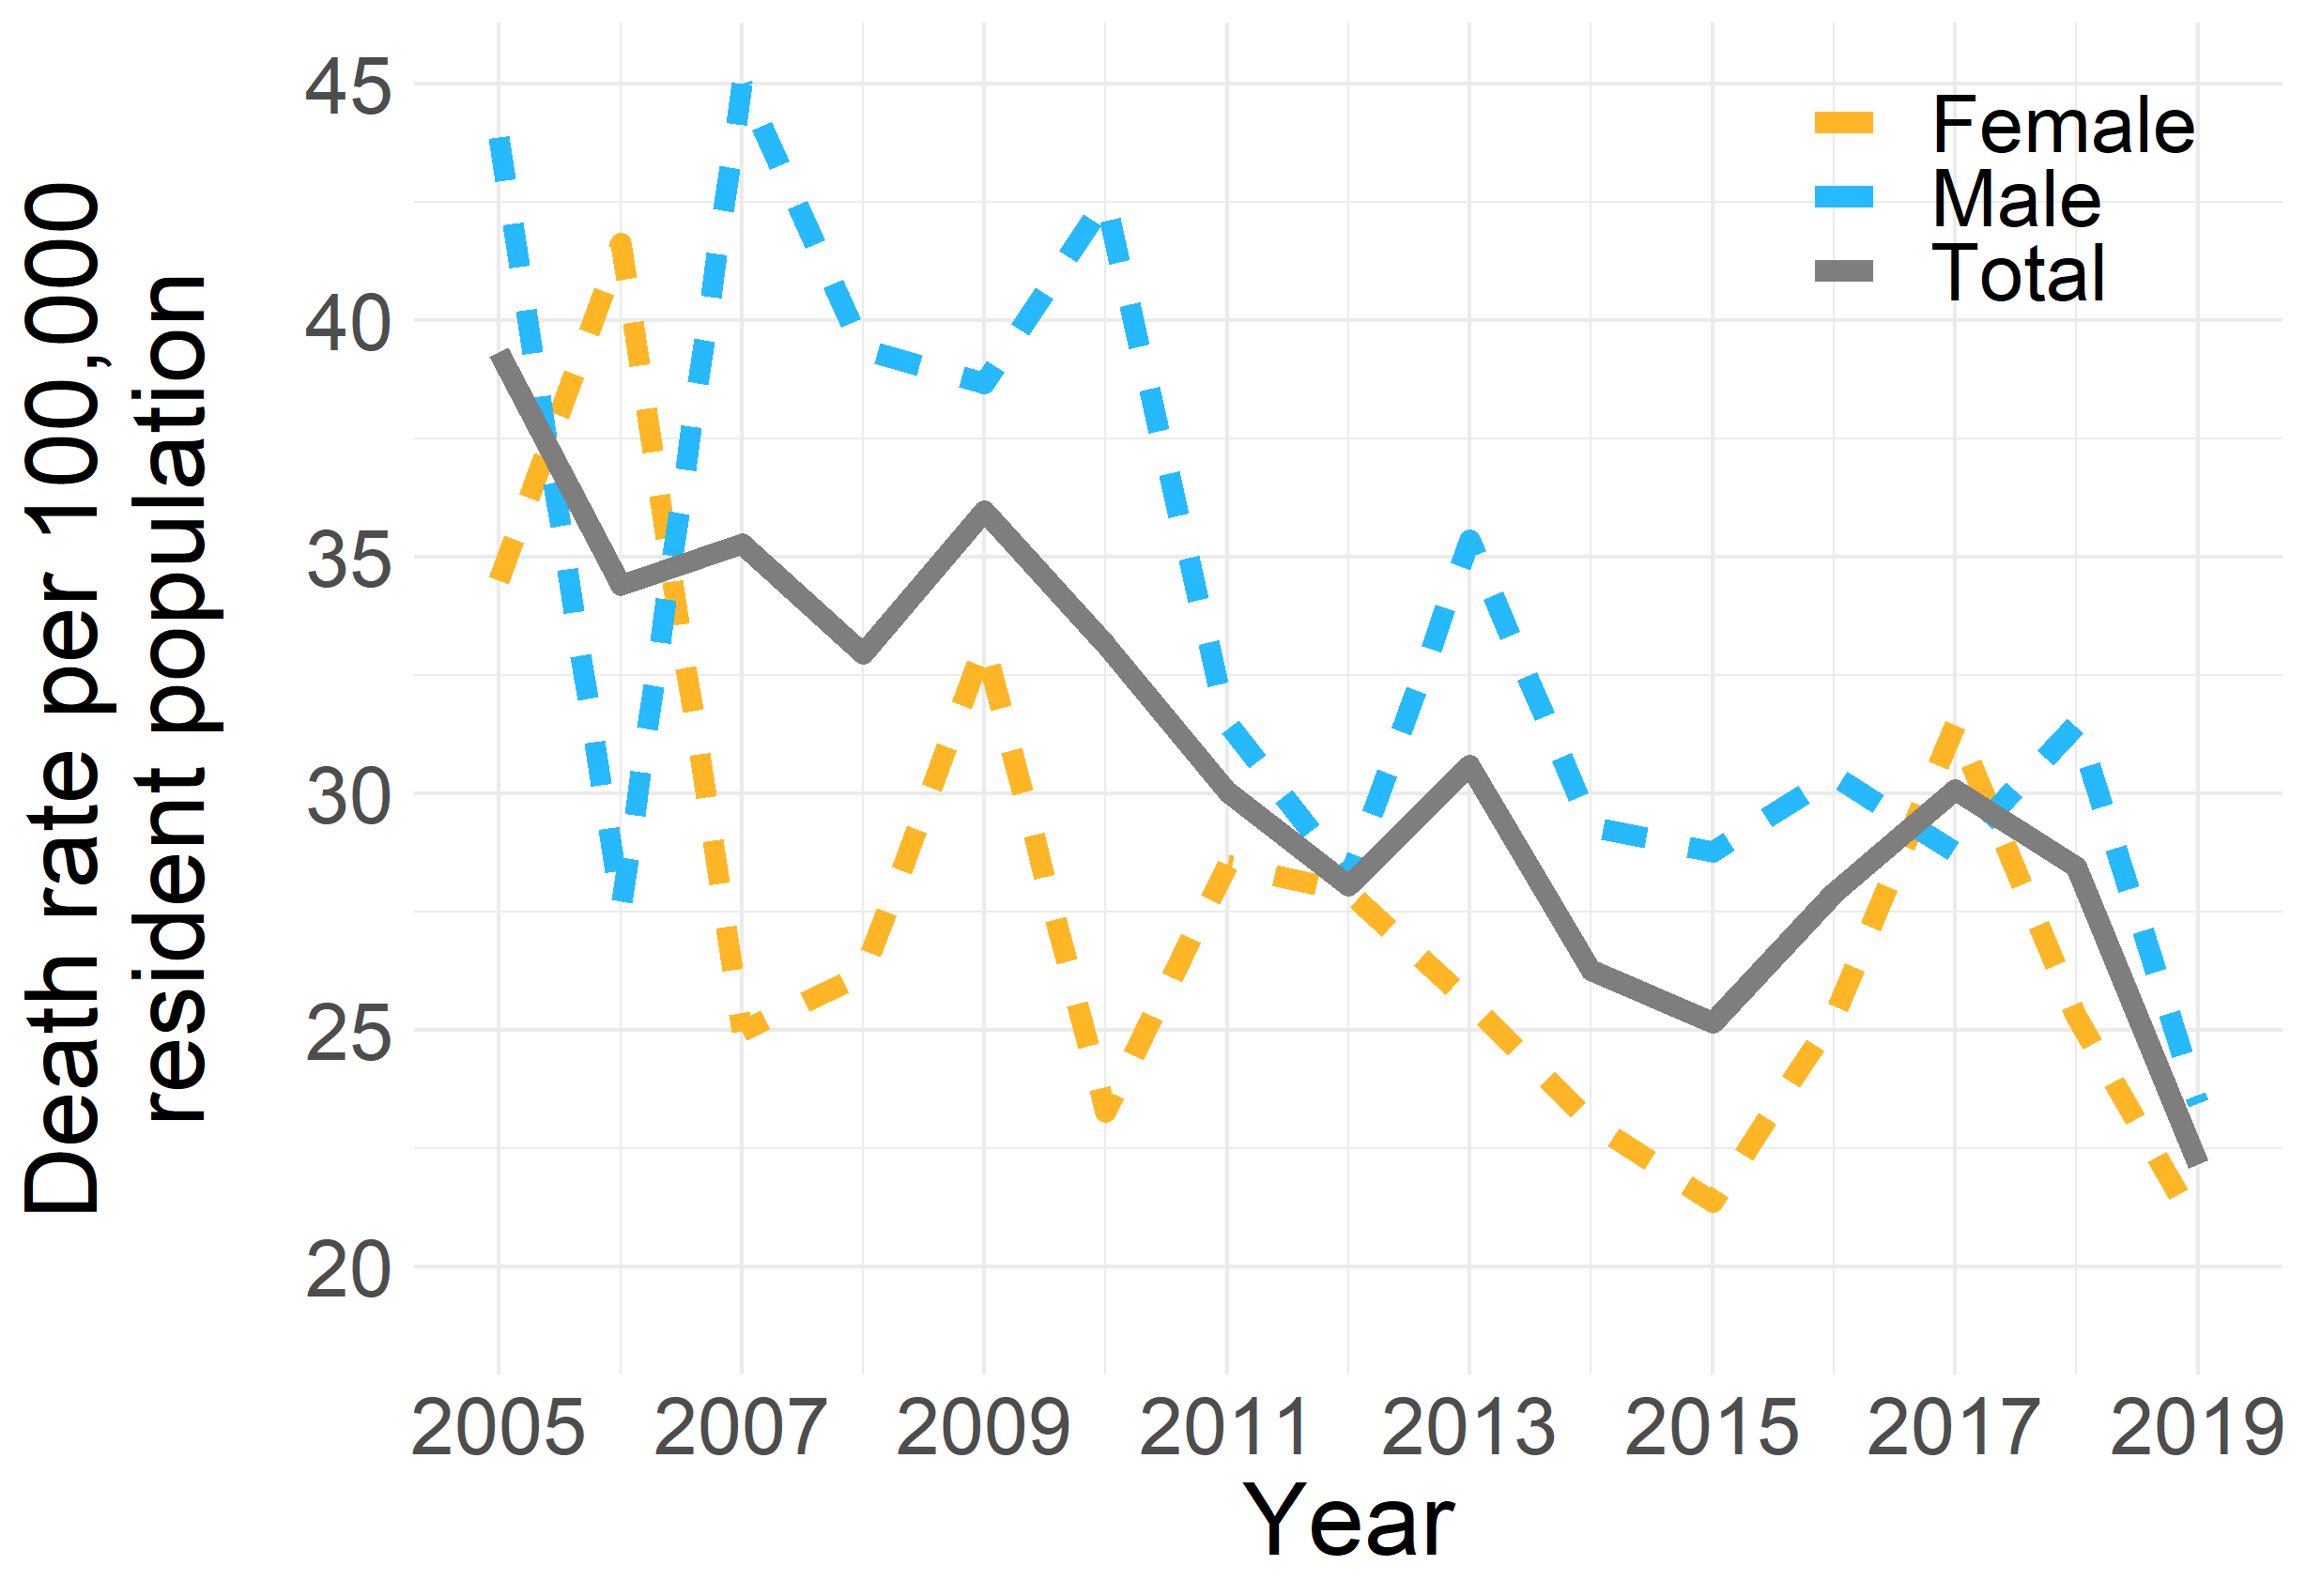 Death rate per 100,000
resident population
45
40
35
30
25
20
Female
Male
Total
2005 2007 2009 2011 2013 2015 2017 2019
Year